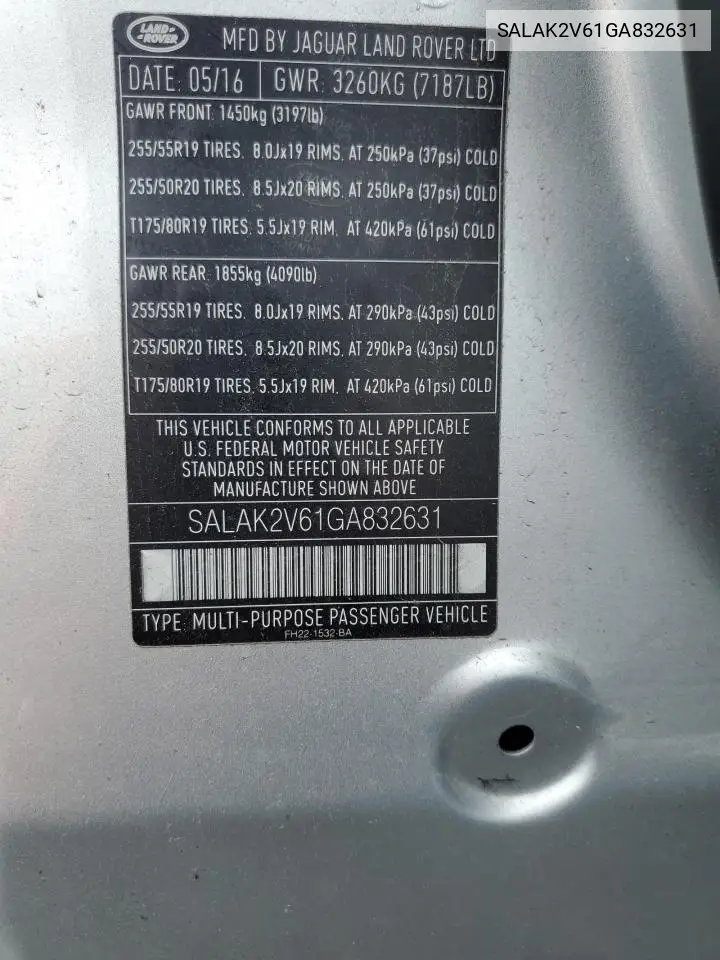 SALAK2V61GA832631
LAND ROVER
MFD BY JAGUAR LAND ROVER LTD
DATE: 05/16 GWR: 3260KG (7187LB)
GAWR FRONT: 1450kg (3197lb)
255/55R19 TIRES, 8.0Jx19 RIMS, AT 250kPa (37psi) COLD
255/50R20 TIRES, 8.5Jx20 RIMS, AT 250kPa (37psi) COLD
T175/80R19 TIRES; 5.5Jx19 RIM, AT 420kPa (61psi) COLD
GAWR REAR: 1855kg (4090lb)
255/55R19 TIRES, 8.0Jx19 RIMS, AT 290kPa (43psi) COLD
255/50R20 TIRES, 8.5Jx20 RIMS, AT 290kPa (43psi) COLD
T175/80R19 TIRES, 5.5Jx19 RIM, AT 420kPa (61psi) COLD
THIS VEHICLE CONFORMS TO ALL APPLICABLE
U.S. FEDERAL MOTOR VEHICLE SAFETY
STANDARDS IN EFFECT ON THE DATE OF
MANUFACTURE SHOWN ABOVE
SALAK2V61GA832631
TYPE: MULTI-PURPOSE PASSENGER VEHICLE
FH22-1532-BA